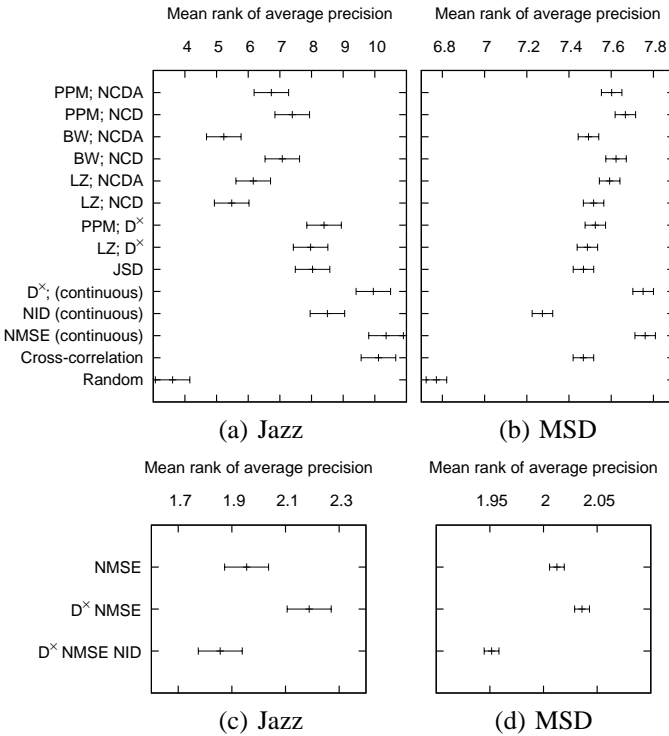 Mean rank of average precision
4 5 6 7 8 9 10
PPM; NCDA
PPM; NCD
BW; NCDA
BW; NCD
LZ; NCDA
LZ; NCD
PPM; D×
LZ; D×
JSD
D×; (continuous)
NID (continuous)
NMSE (continuous)
Cross-correlation
Random
(a) Jazz
Mean rank of average precision
6.8 7 7.2 7.4 7.6 7.8
(b) MSD
Mean rank of average precision
1.7 1.9 2.1 2.3
NMSE
D× NMSE
D× NMSE NID
(c) Jazz
Mean rank of average precision
1.95 2 2.05
(d) MSD